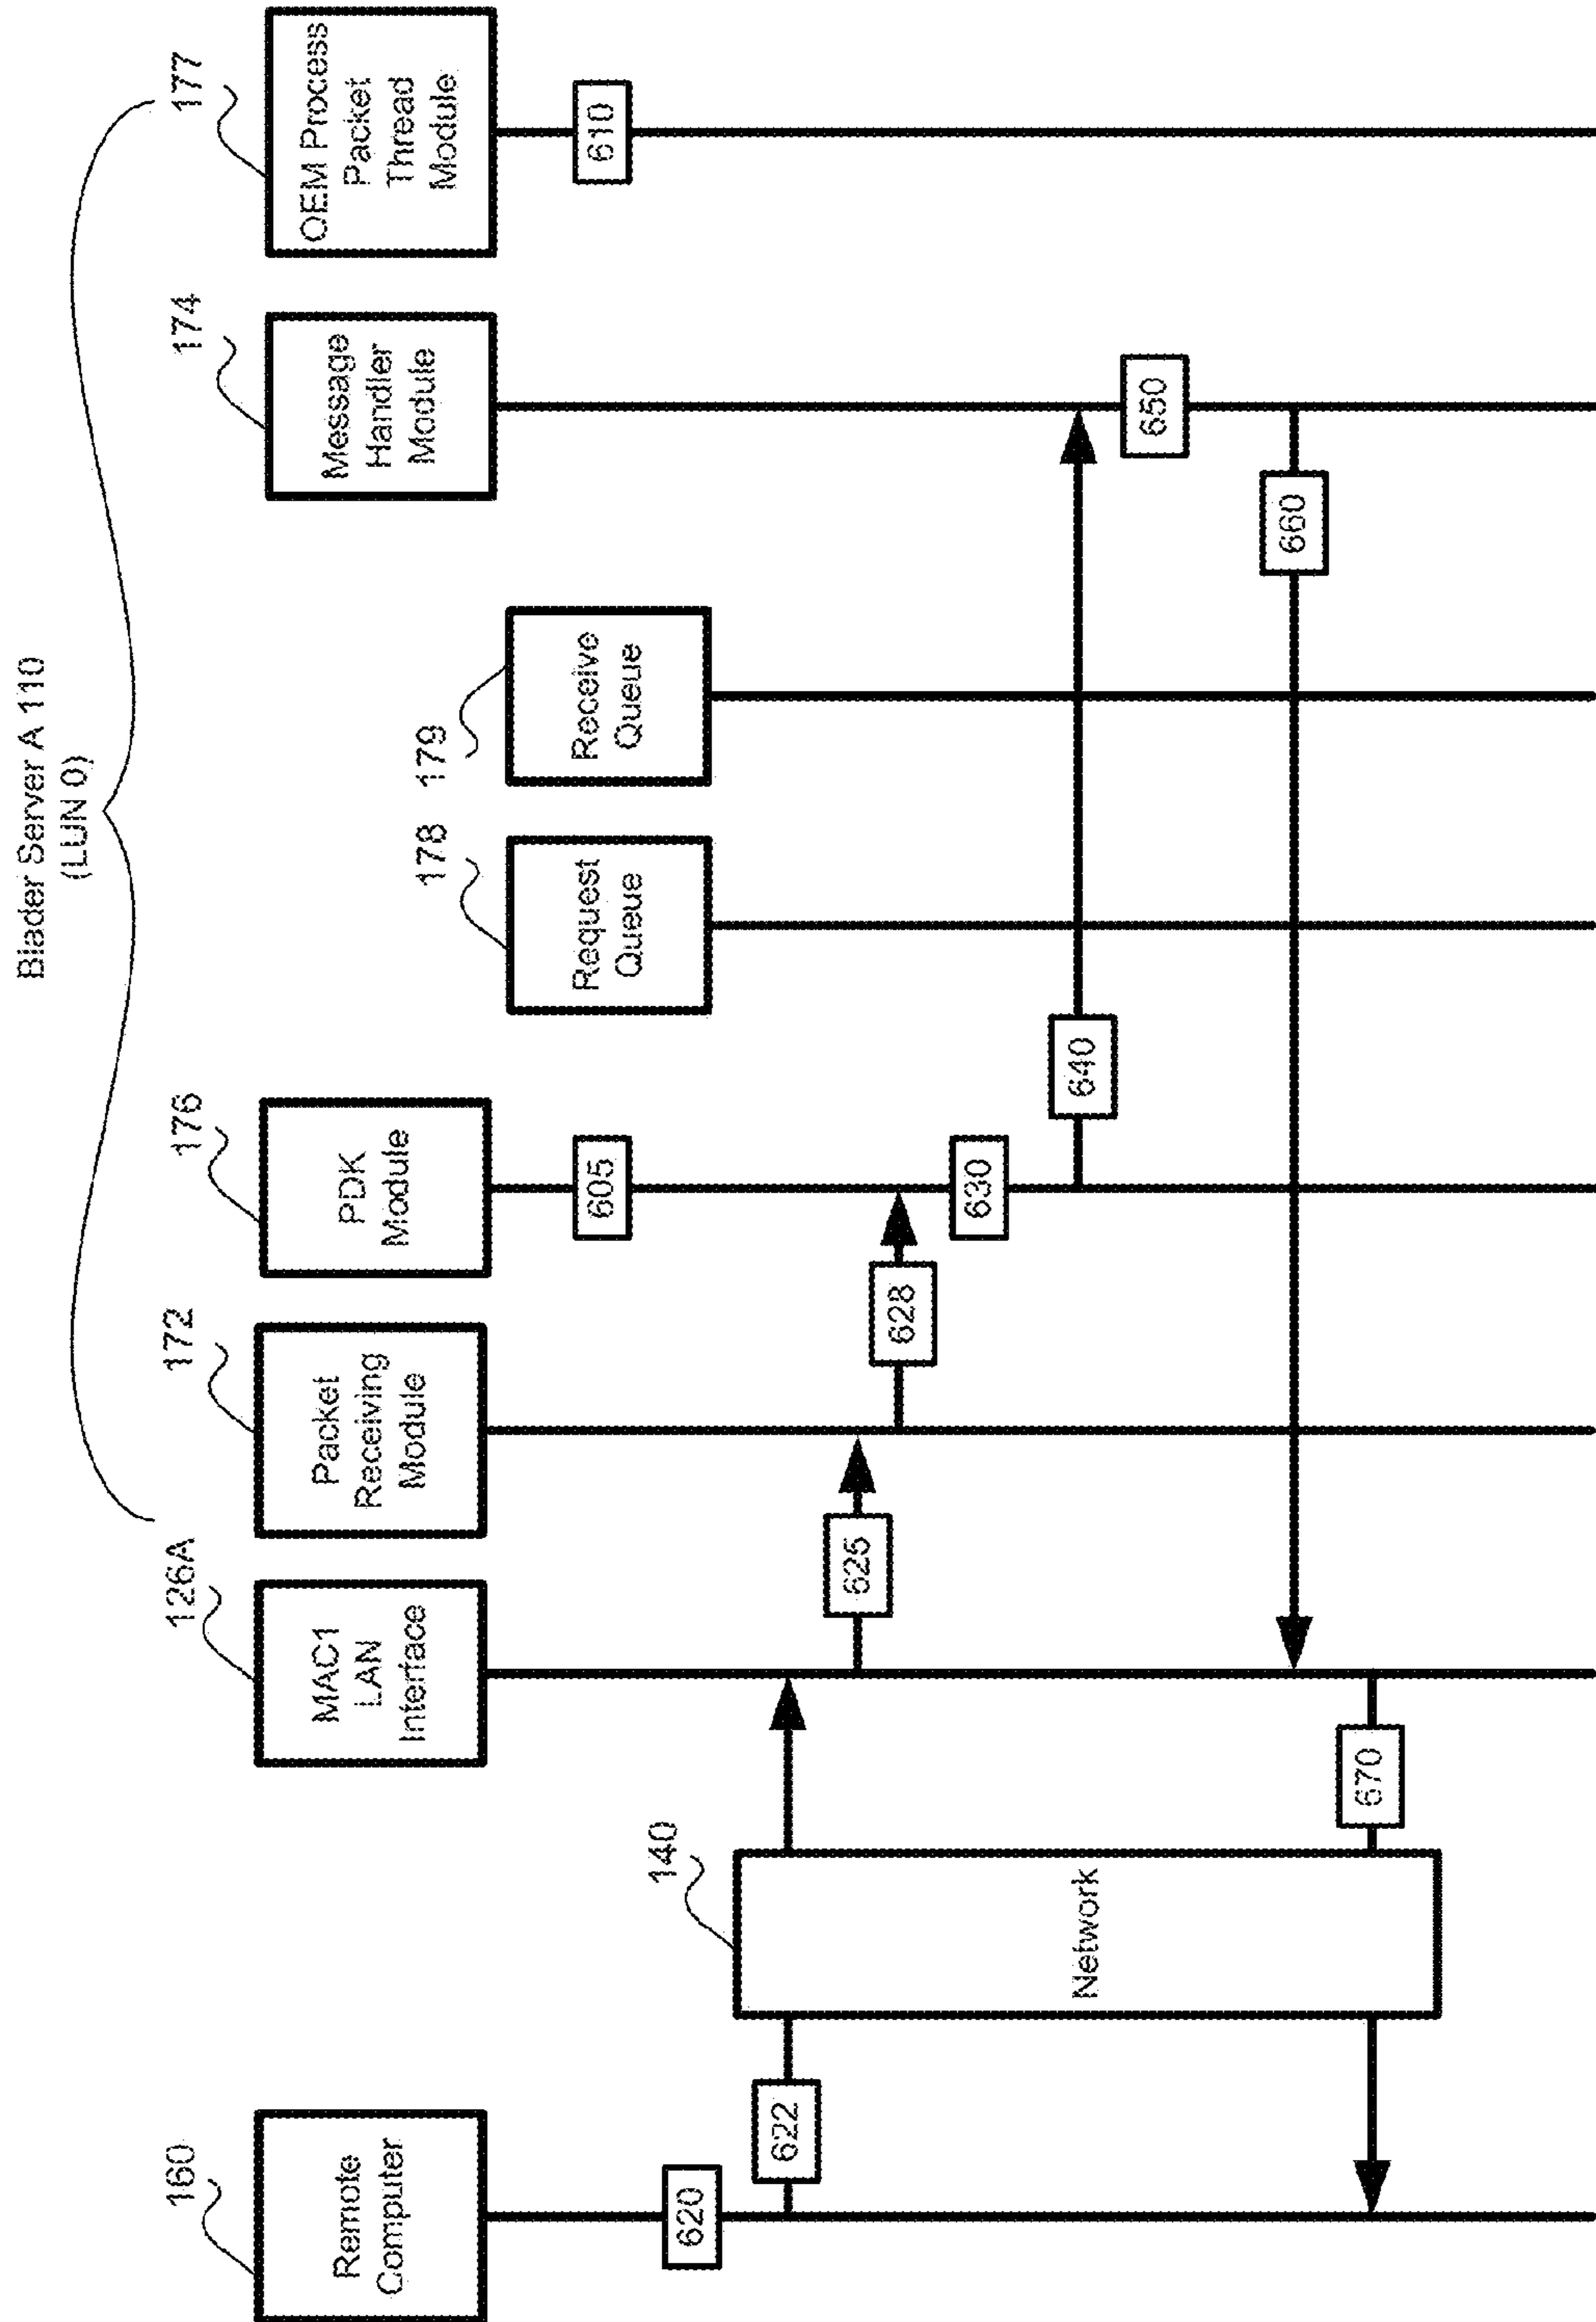 Blader Server A 110
(LUN 0)
160
126A
172
176
178
179
174
177
Remote
Computer
MAC1
LAN
Interface
Packet
Receiving
Module
PDK
Module
Request
Queue
Receive
Queue
Message
Handler
Module
OEM Process
Packet
Thread
Module
605
610
620
140
622
Network
625
628
630
640
650
660
670